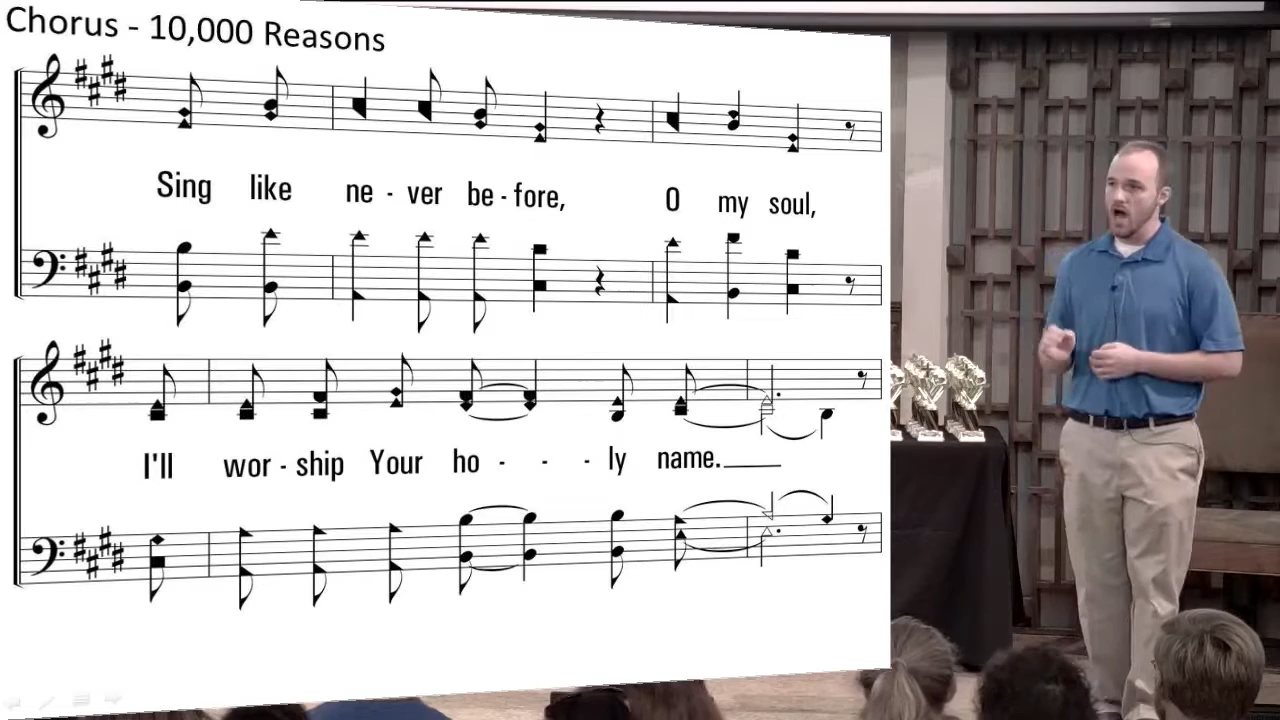 Chorus - 10,000 Reasons
Sing like ne - ver be - fore, O my soul,
I'll wor - ship Your ho - - - ly name.